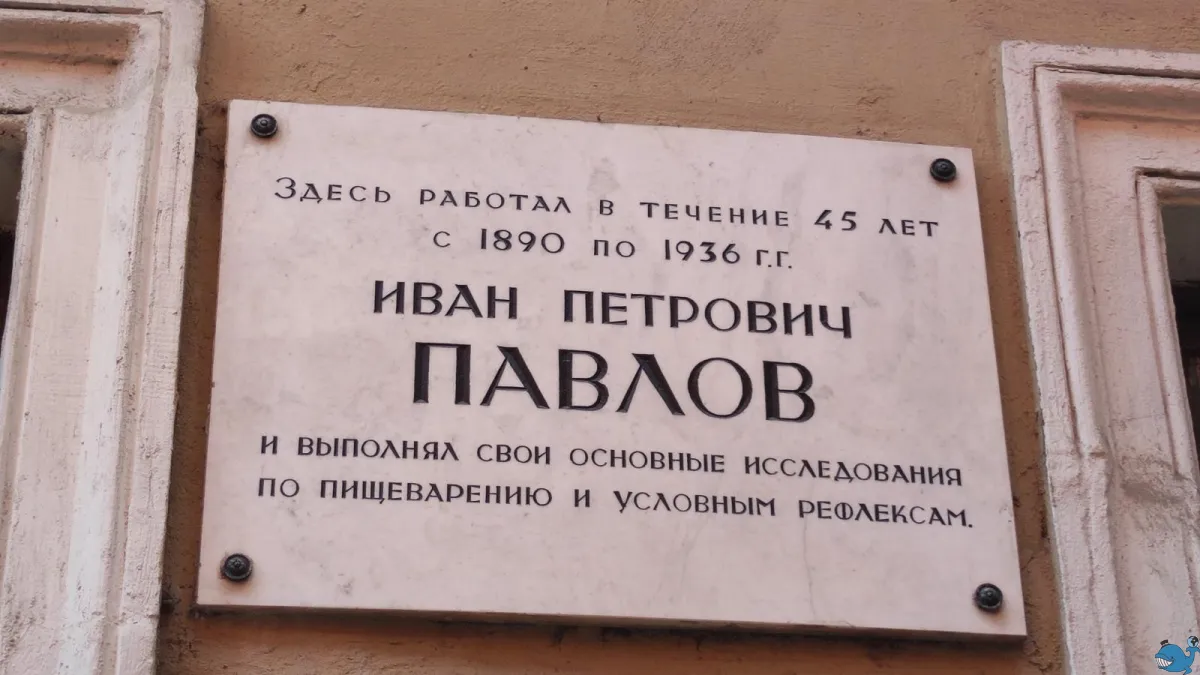 Здесь работал в течение 45 лет
с 1890 по 1936 г.г.
ИВАН ПЕТРОВИЧ
ПАВЛОВ
и выполнял свои основные исследования
по пищеварению и условным рефлексам.